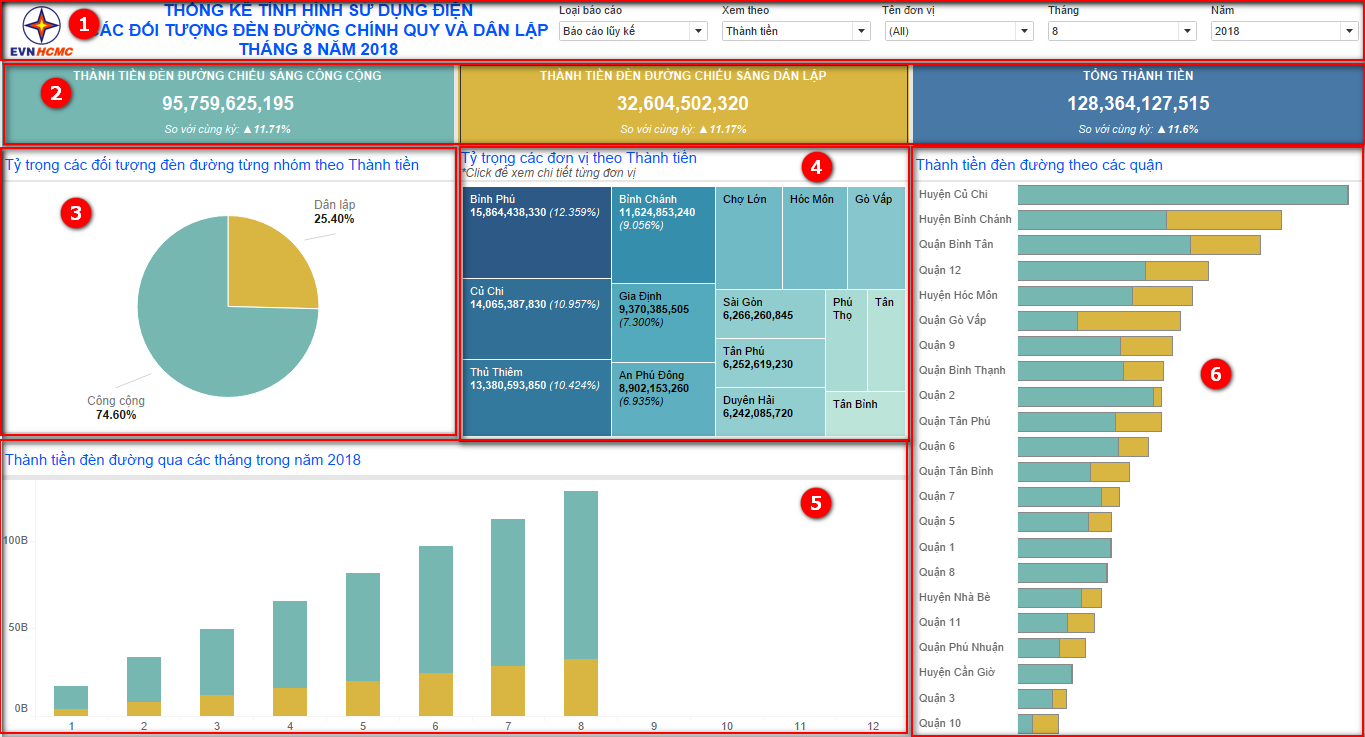 THỐNG KÊ TÌNH HÌNH SỬ DỤNG ĐIỆN
CÁC ĐỐI TƯỢNG ĐÈN ĐƯỜNG CHÍNH QUY VÀ DÂN LẬP
THÁNG 8 NĂM 2018
EVNHCMC
1
Loại báo cáo
Báo cáo lũy kế
Xem theo
Thành tiền
Tên đơn vị
(All)
Tháng
8
Năm
2018
2
THÀNH TIỀN ĐÈN ĐƯỜNG CHIẾU SÁNG CÔNG CỘNG
95,759,625,195
So với cùng kỳ: ▲11.71%
THÀNH TIỀN ĐÈN ĐƯỜNG CHIẾU SÁNG DÂN LẬP
32,604,502,320
So với cùng kỳ: ▲11.17%
TỔNG THÀNH TIỀN
128,364,127,515
So với cùng kỳ: ▲11.6%
Tỷ trọng các đối tượng đèn đường từng nhóm theo Thành tiền
3
Dân lập
25.40%
Công cộng
74.60%
Tỷ trọng các đơn vị theo Thành tiền
*Click để xem chi tiết từng đơn vị
4
Bình Phú
15,864,438,330 (12.359%)
Củ Chi
14,065,387,830 (10.957%)
Thủ Thiêm
13,380,593,850 (10.424%)
Bình Chánh
11,624,853,240
(9.056%)
Gia Định
9,370,385,505
(7.300%)
An Phú Đông
8,902,153,260
(6.935%)
Chợ Lớn
Hóc Môn
Gò Vấp
Sài Gòn
6,266,260,845
Tân Phú
6,252,619,230
Duyên Hải
6,242,085,720
Phú
Thọ
Tân
Tân Bình
Thành tiền đèn đường qua các tháng trong năm 2018
5
100B
50B
0B
1 2 3 4 5 6 7 8 9 10 11 12
Thành tiền đèn đường theo các quận
6
Huyện Củ Chi
Huyện Bình Chánh
Quận Bình Tân
Quận 12
Huyện Hóc Môn
Quận Gò Vấp
Quận 9
Quận Bình Thạnh
Quận 2
Quận Tân Phú
Quận 6
Quận Tân Bình
Quận 7
Quận 5
Quận 1
Quận 8
Huyện Nhà Bè
Quận 11
Quận Phú Nhuận
Huyện Cần Giờ
Quận 3
Quận 10